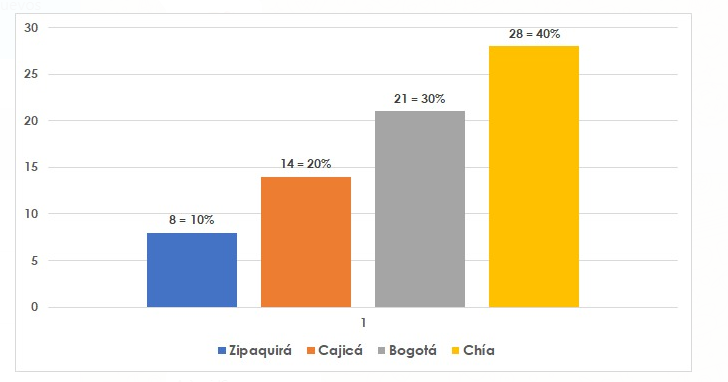 30
28 = 40%
25
21 = 30%
20
14 = 20%
15
10
8 = 10%
5
0
1
Zipaquirá Cajicá Bogotá Chía